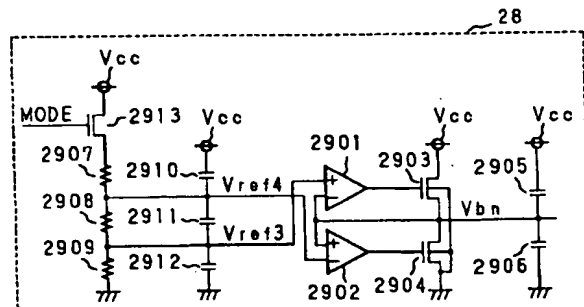 28
Vcc
MODE
2913
Vcc
Vcc
Vcc
2907
2910
2901
2903
2905
Vref4
2908
2911
Vbn
Vref3
2909
2912
2902
2904
2906
+
-
+
-